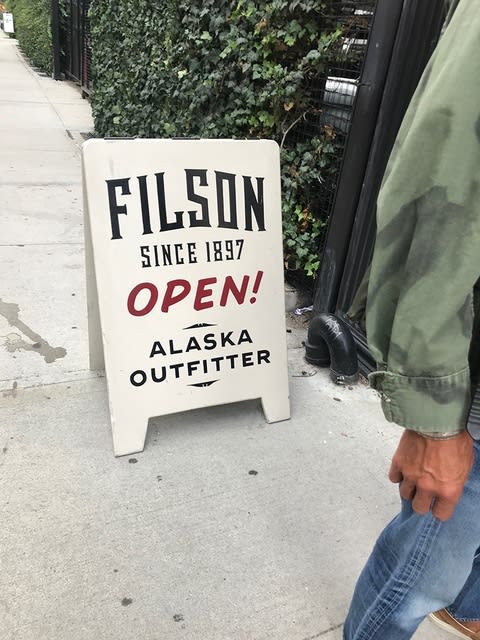 FILSON
SINCE 1897
OPEN!
ALASKA
OUTFITTER